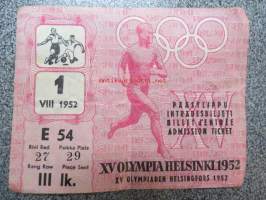 1
VIII 1952
E 54
Rivi Rad Paikka Plats
27 29
Rang Row Place Seat
III lk.
PÄÄSYLIPPU
INTRÄDESBILJETT
BILLET D'ENTRÉE
ADMISSION TICKET
XV
XV OLYMPIA HELSINKI 1952
XV OLYMPIADEN HELSINGFORS 1952